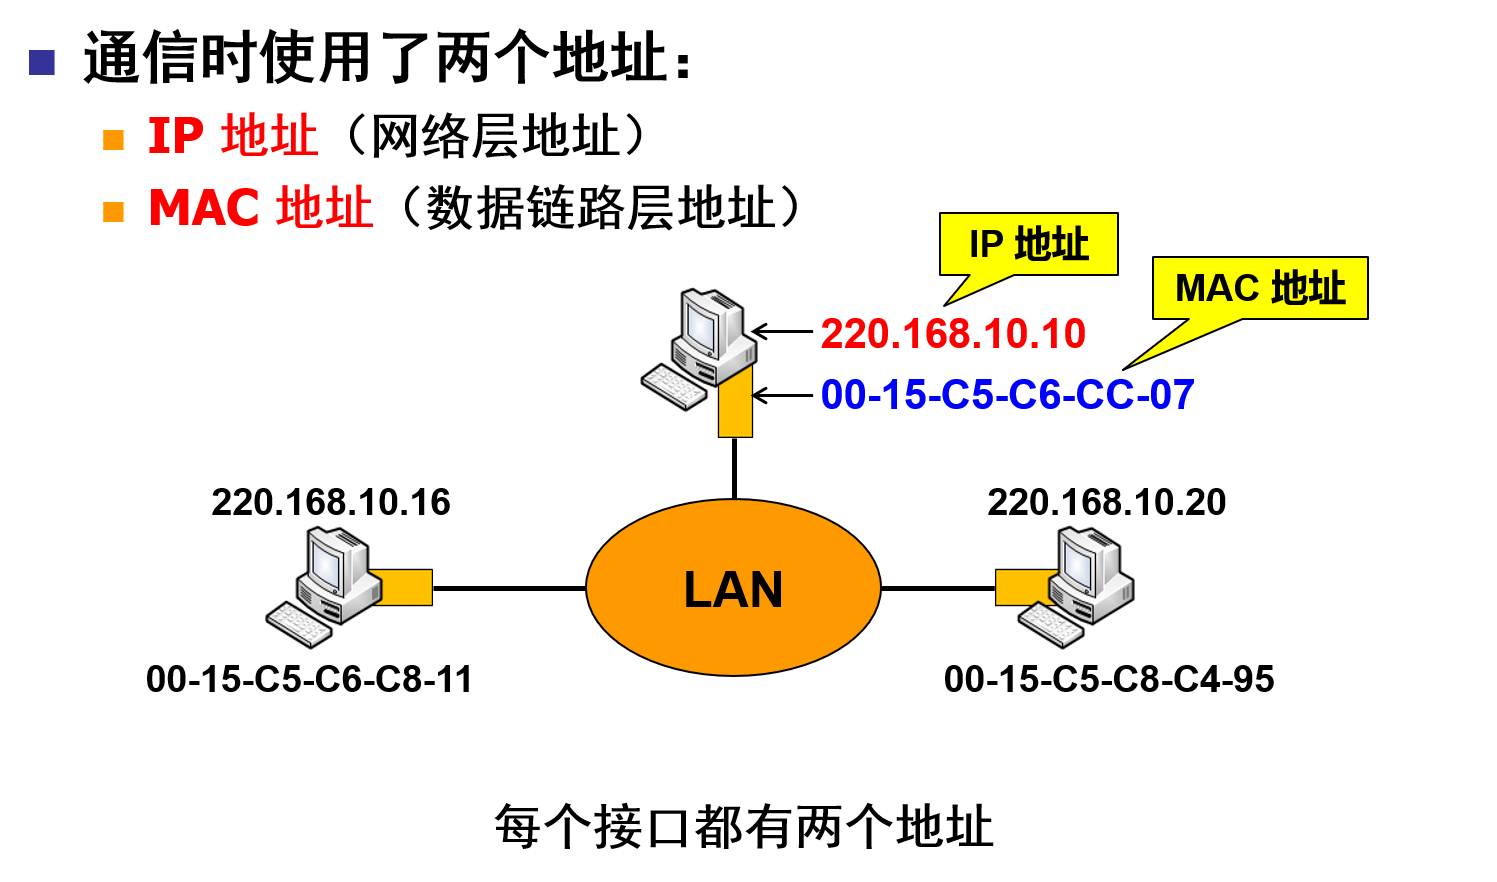 通信时使用了两个地址：
IP 地址（网络层地址）
MAC 地址（数据链路层地址）
IP 地址
MAC 地址
220.168.10.10
00-15-C5-C6-CC-07
220.168.10.16
220.168.10.20
LAN
00-15-C5-C6-C8-11
00-15-C5-C8-C4-95
每个接口都有两个地址